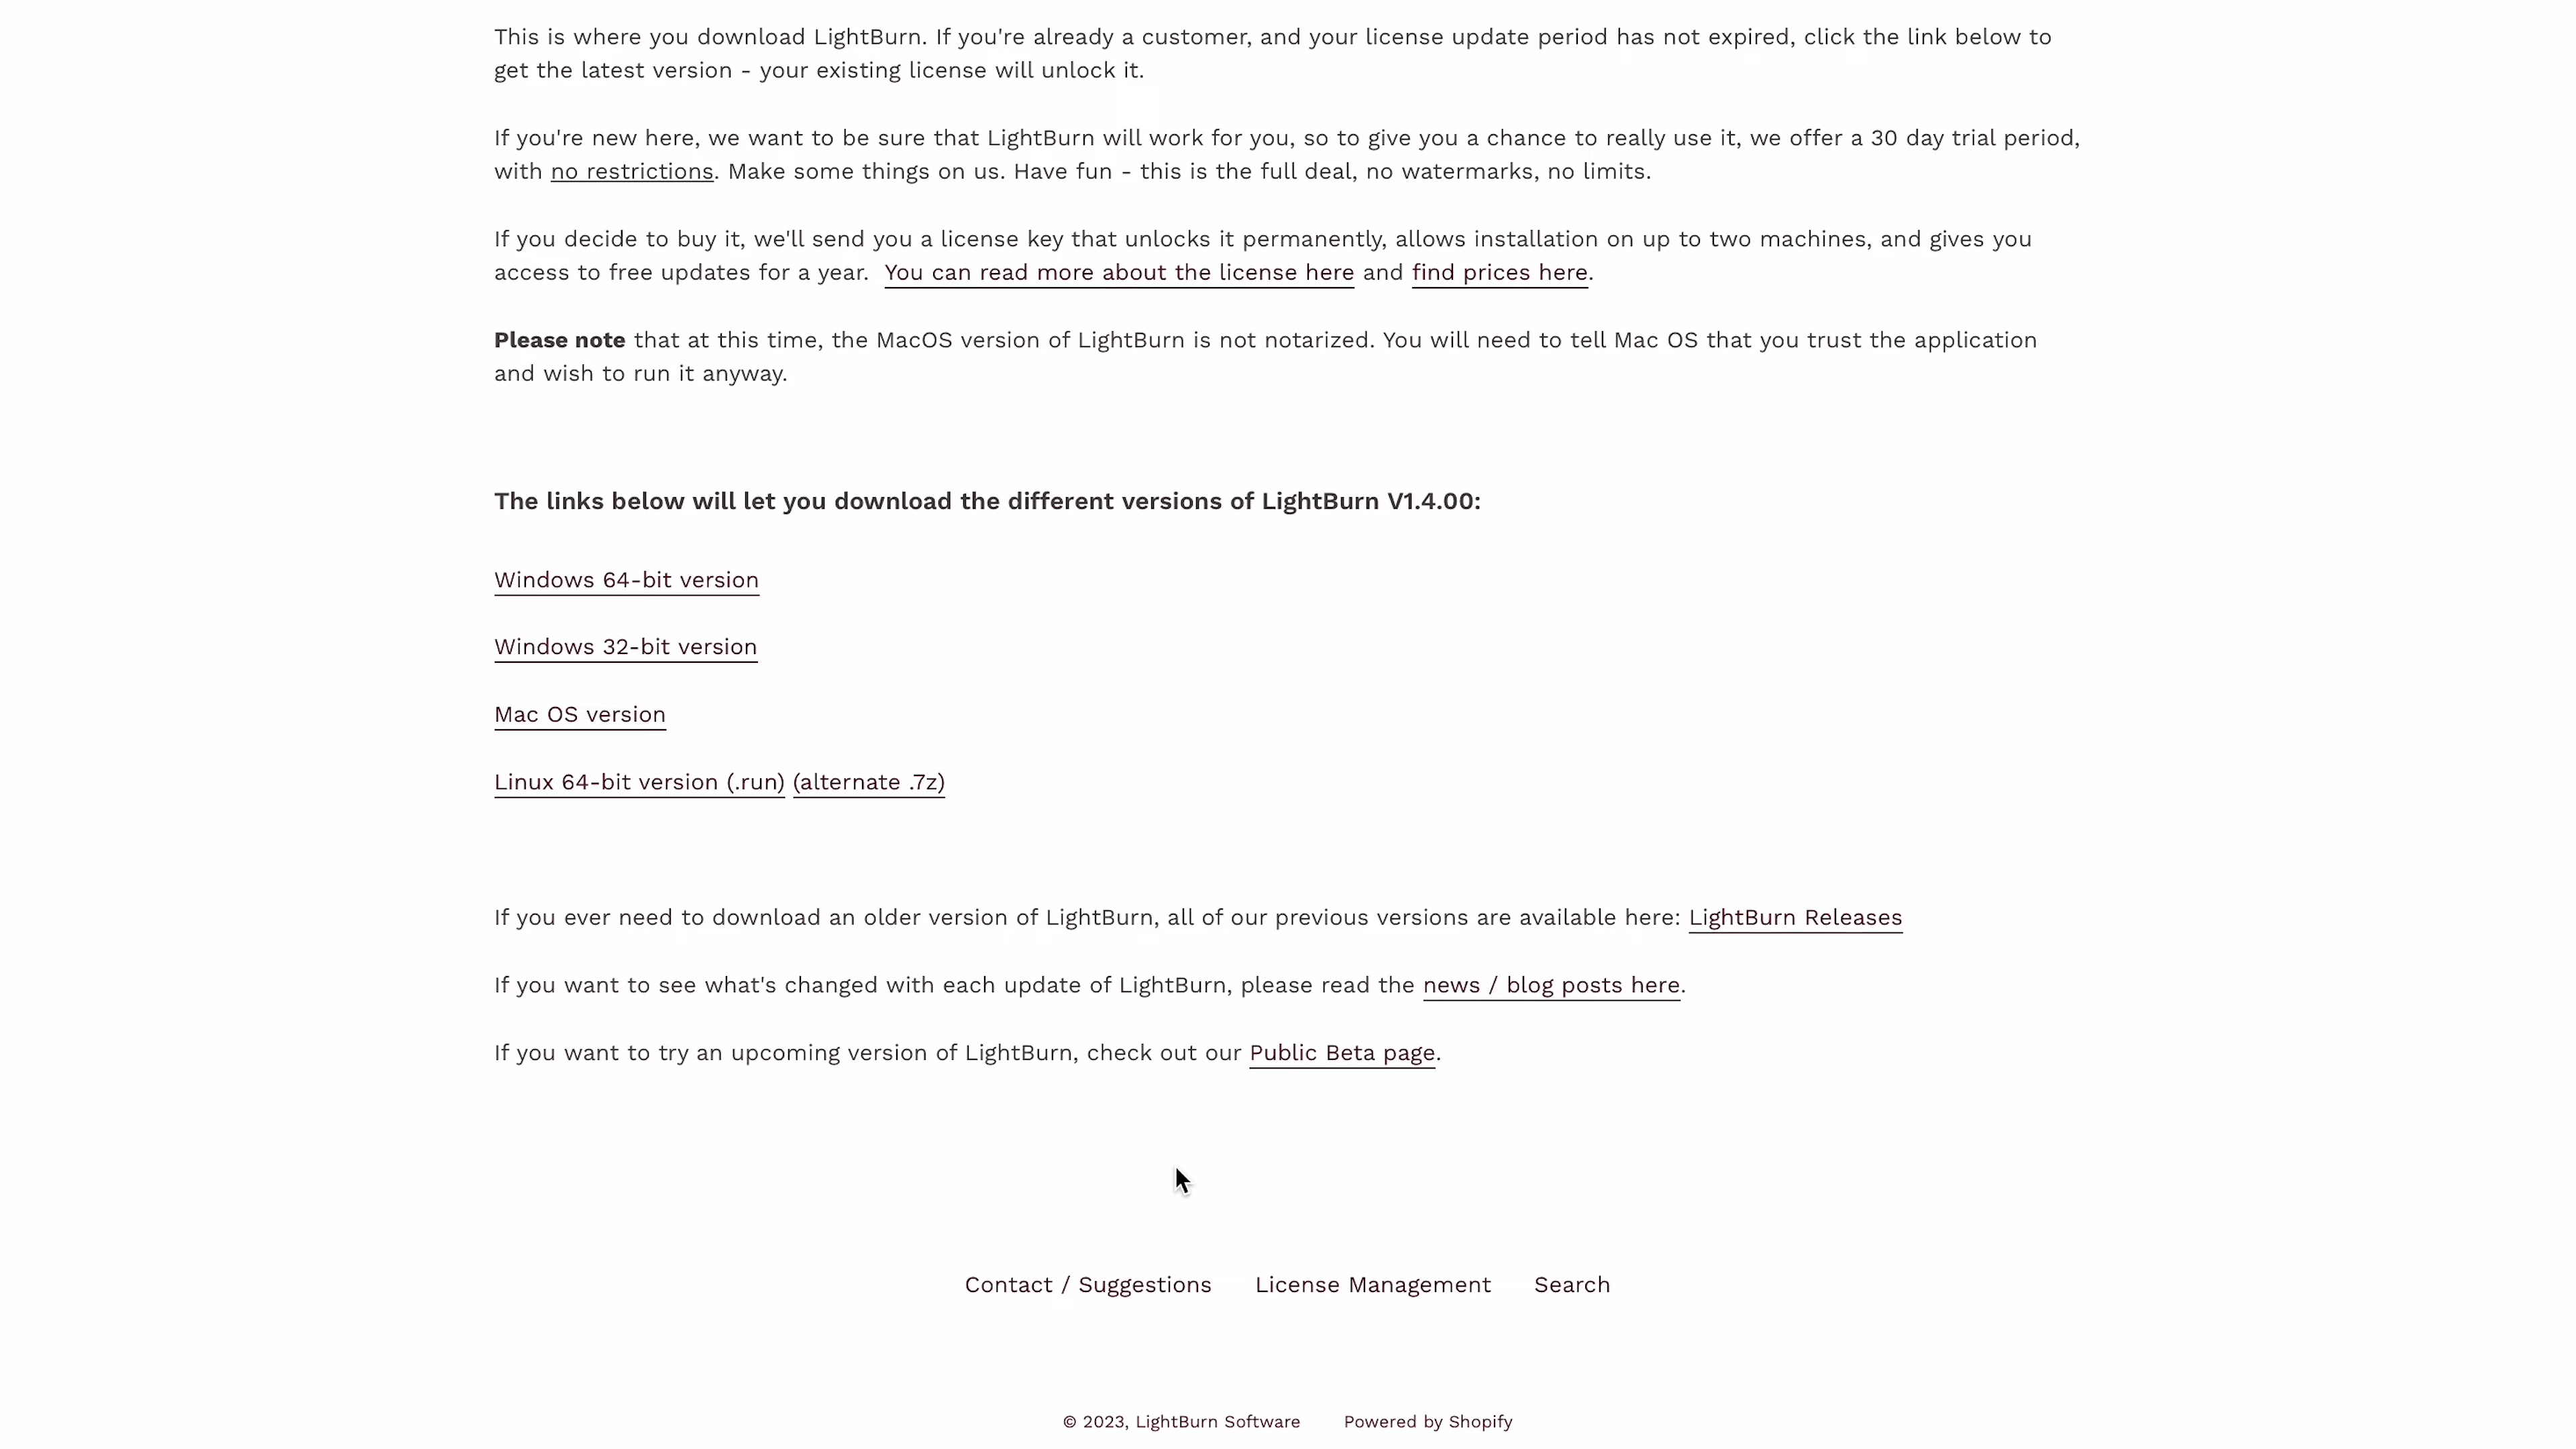 This is where you download LightBurn. If you're already a customer, and your license update period has not expired, click the link below to
get the latest version - your existing license will unlock it.
If you're new here, we want to be sure that LightBurn will work for you, so to give you a chance to really use it, we offer a 30 day trial period,
with no restrictions. Make some things on us. Have fun - this is the full deal, no watermarks, no limits.
If you decide to buy it, we'll send you a license key that unlocks it permanently, allows installation on up to two machines, and gives you
access to free updates for a year. You can read more about the license here and find prices here.
Please note that at this time, the MacOS version of LightBurn is not notarized. You will need to tell Mac OS that you trust the application
and wish to run it anyway.
The links below will let you download the different versions of LightBurn V1.4.00:
Windows 64-bit version
Windows 32-bit version
Mac OS version
Linux 64-bit version (.run) (alternate .7z)
If you ever need to download an older version of LightBurn, all of our previous versions are available here: LightBurn Releases
If you want to see what's changed with each update of LightBurn, please read the news / blog posts here.
If you want to try an upcoming version of LightBurn, check out our Public Beta page.
Contact / Suggestions License Management Search
© 2023, LightBurn Software Powered by Shopify